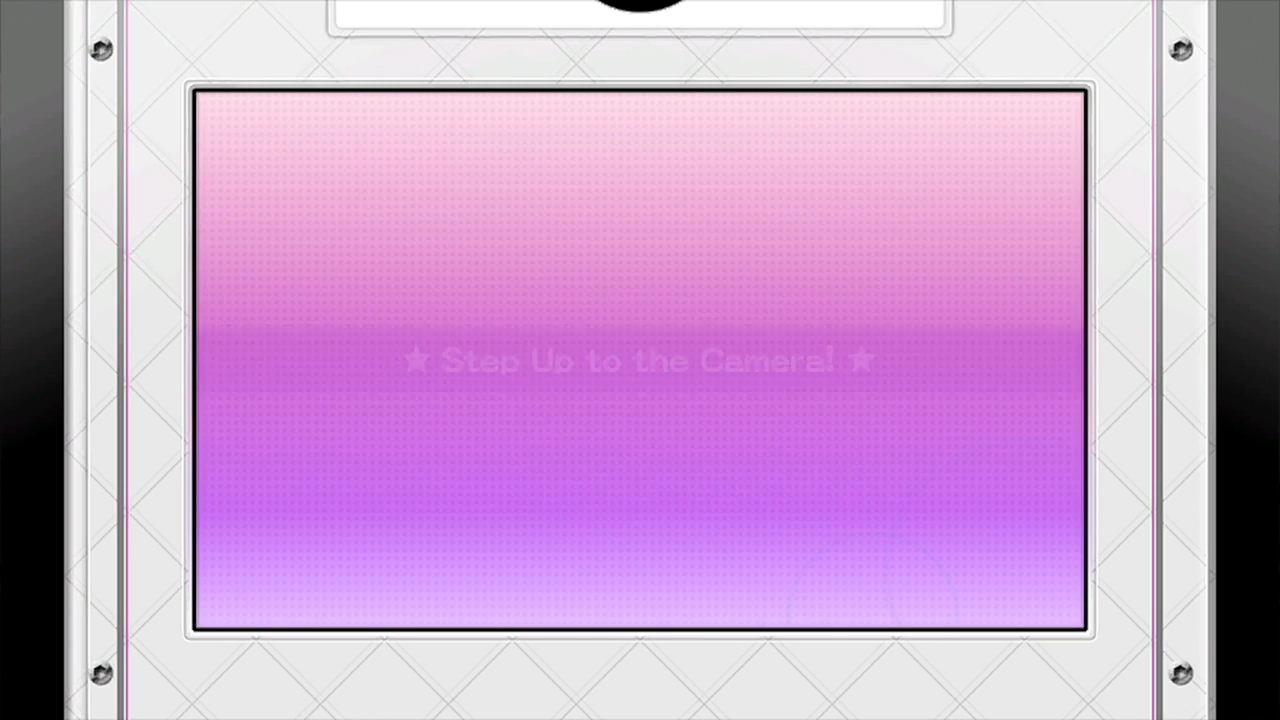 ★ Step Up to the Camera! ★